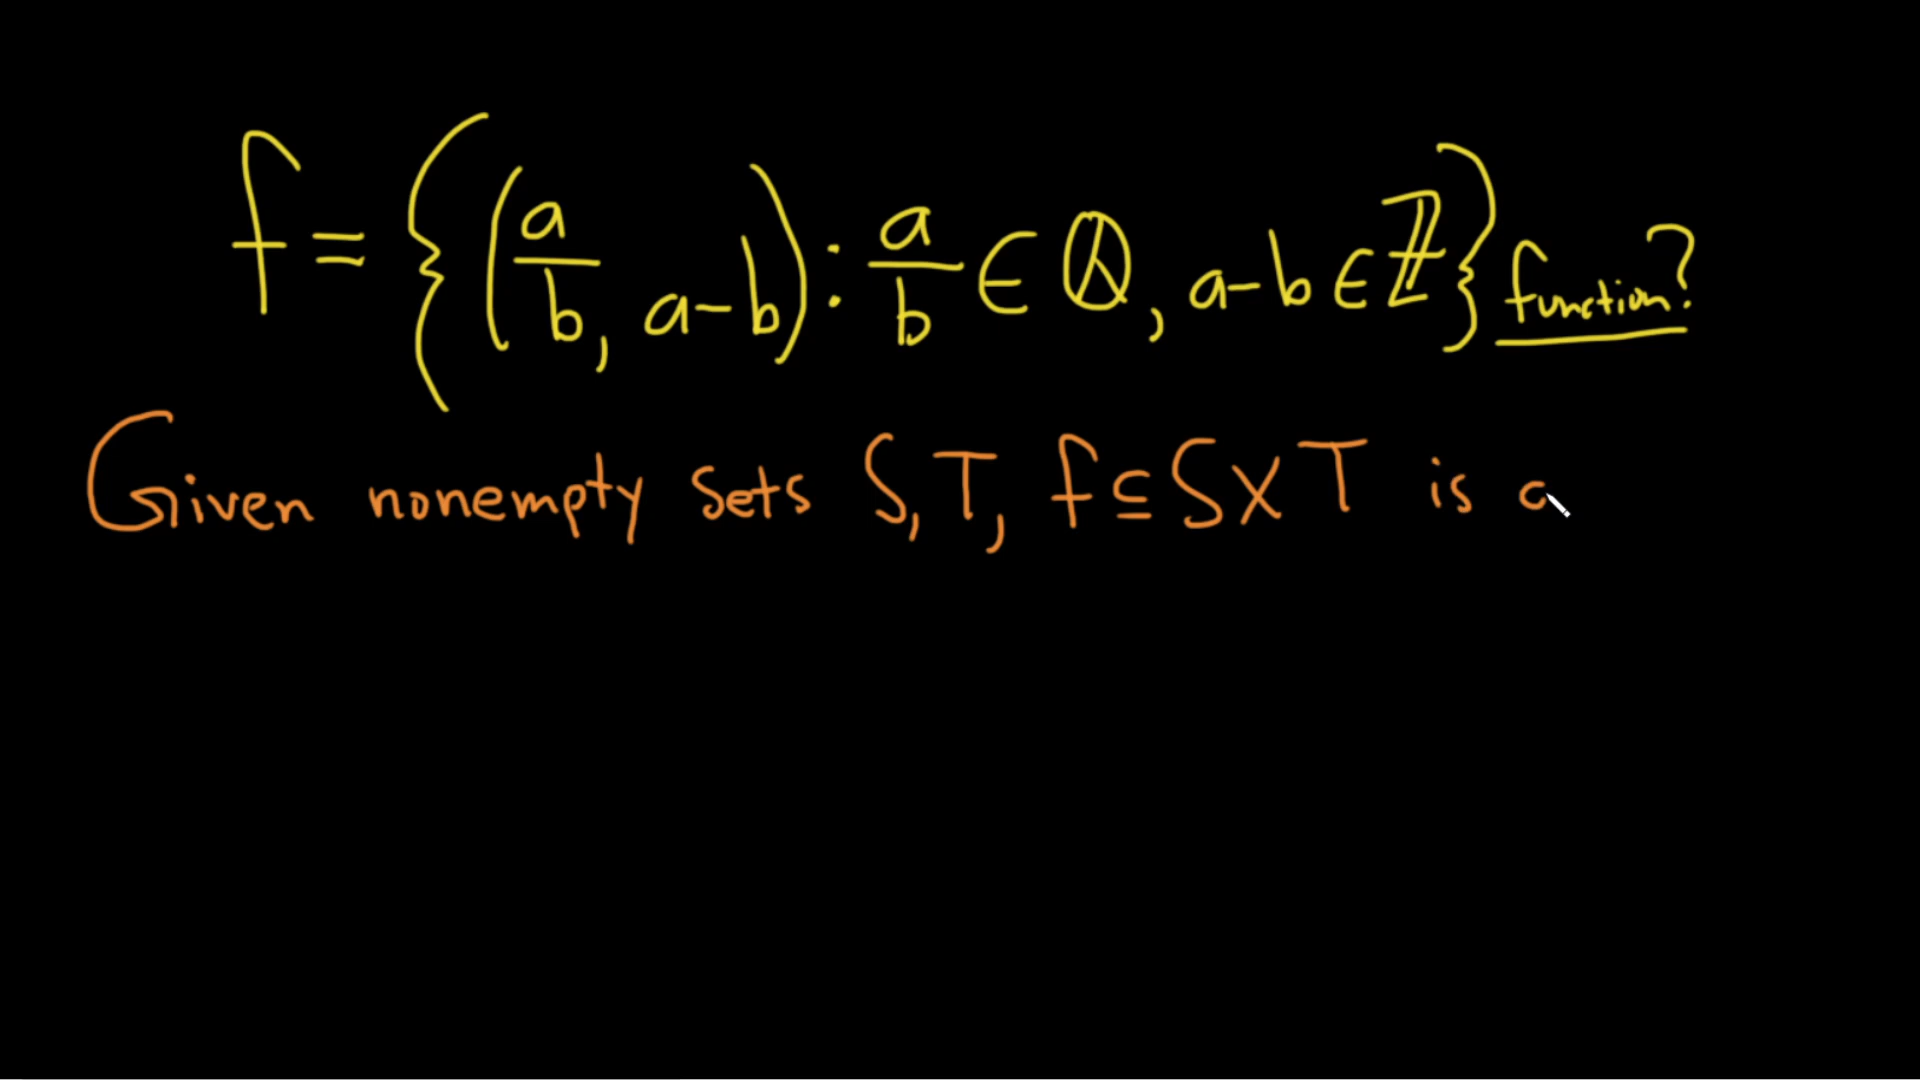 f = { ( a/b, a-b ) : a/b ∈ ℚ, a-b ∈ ℤ } function?
Given nonempty sets S, T, f ⊆ S X T is a